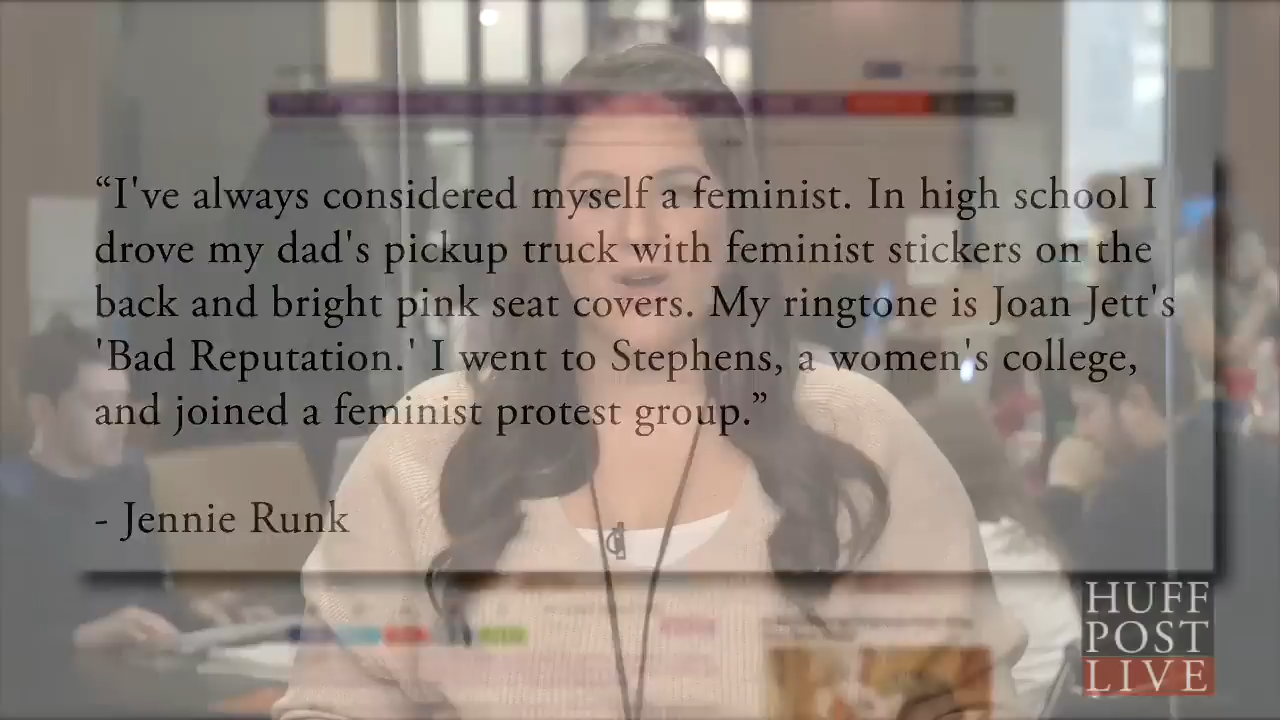 “I've always considered myself a feminist. In high school I
drove my dad's pickup truck with feminist stickers on the
back and bright pink seat covers. My ringtone is Joan Jett's
'Bad Reputation.' I went to Stephens, a women's college,
and joined a feminist protest group.”
- Jennie Runk
HUFF
POST
LIVE